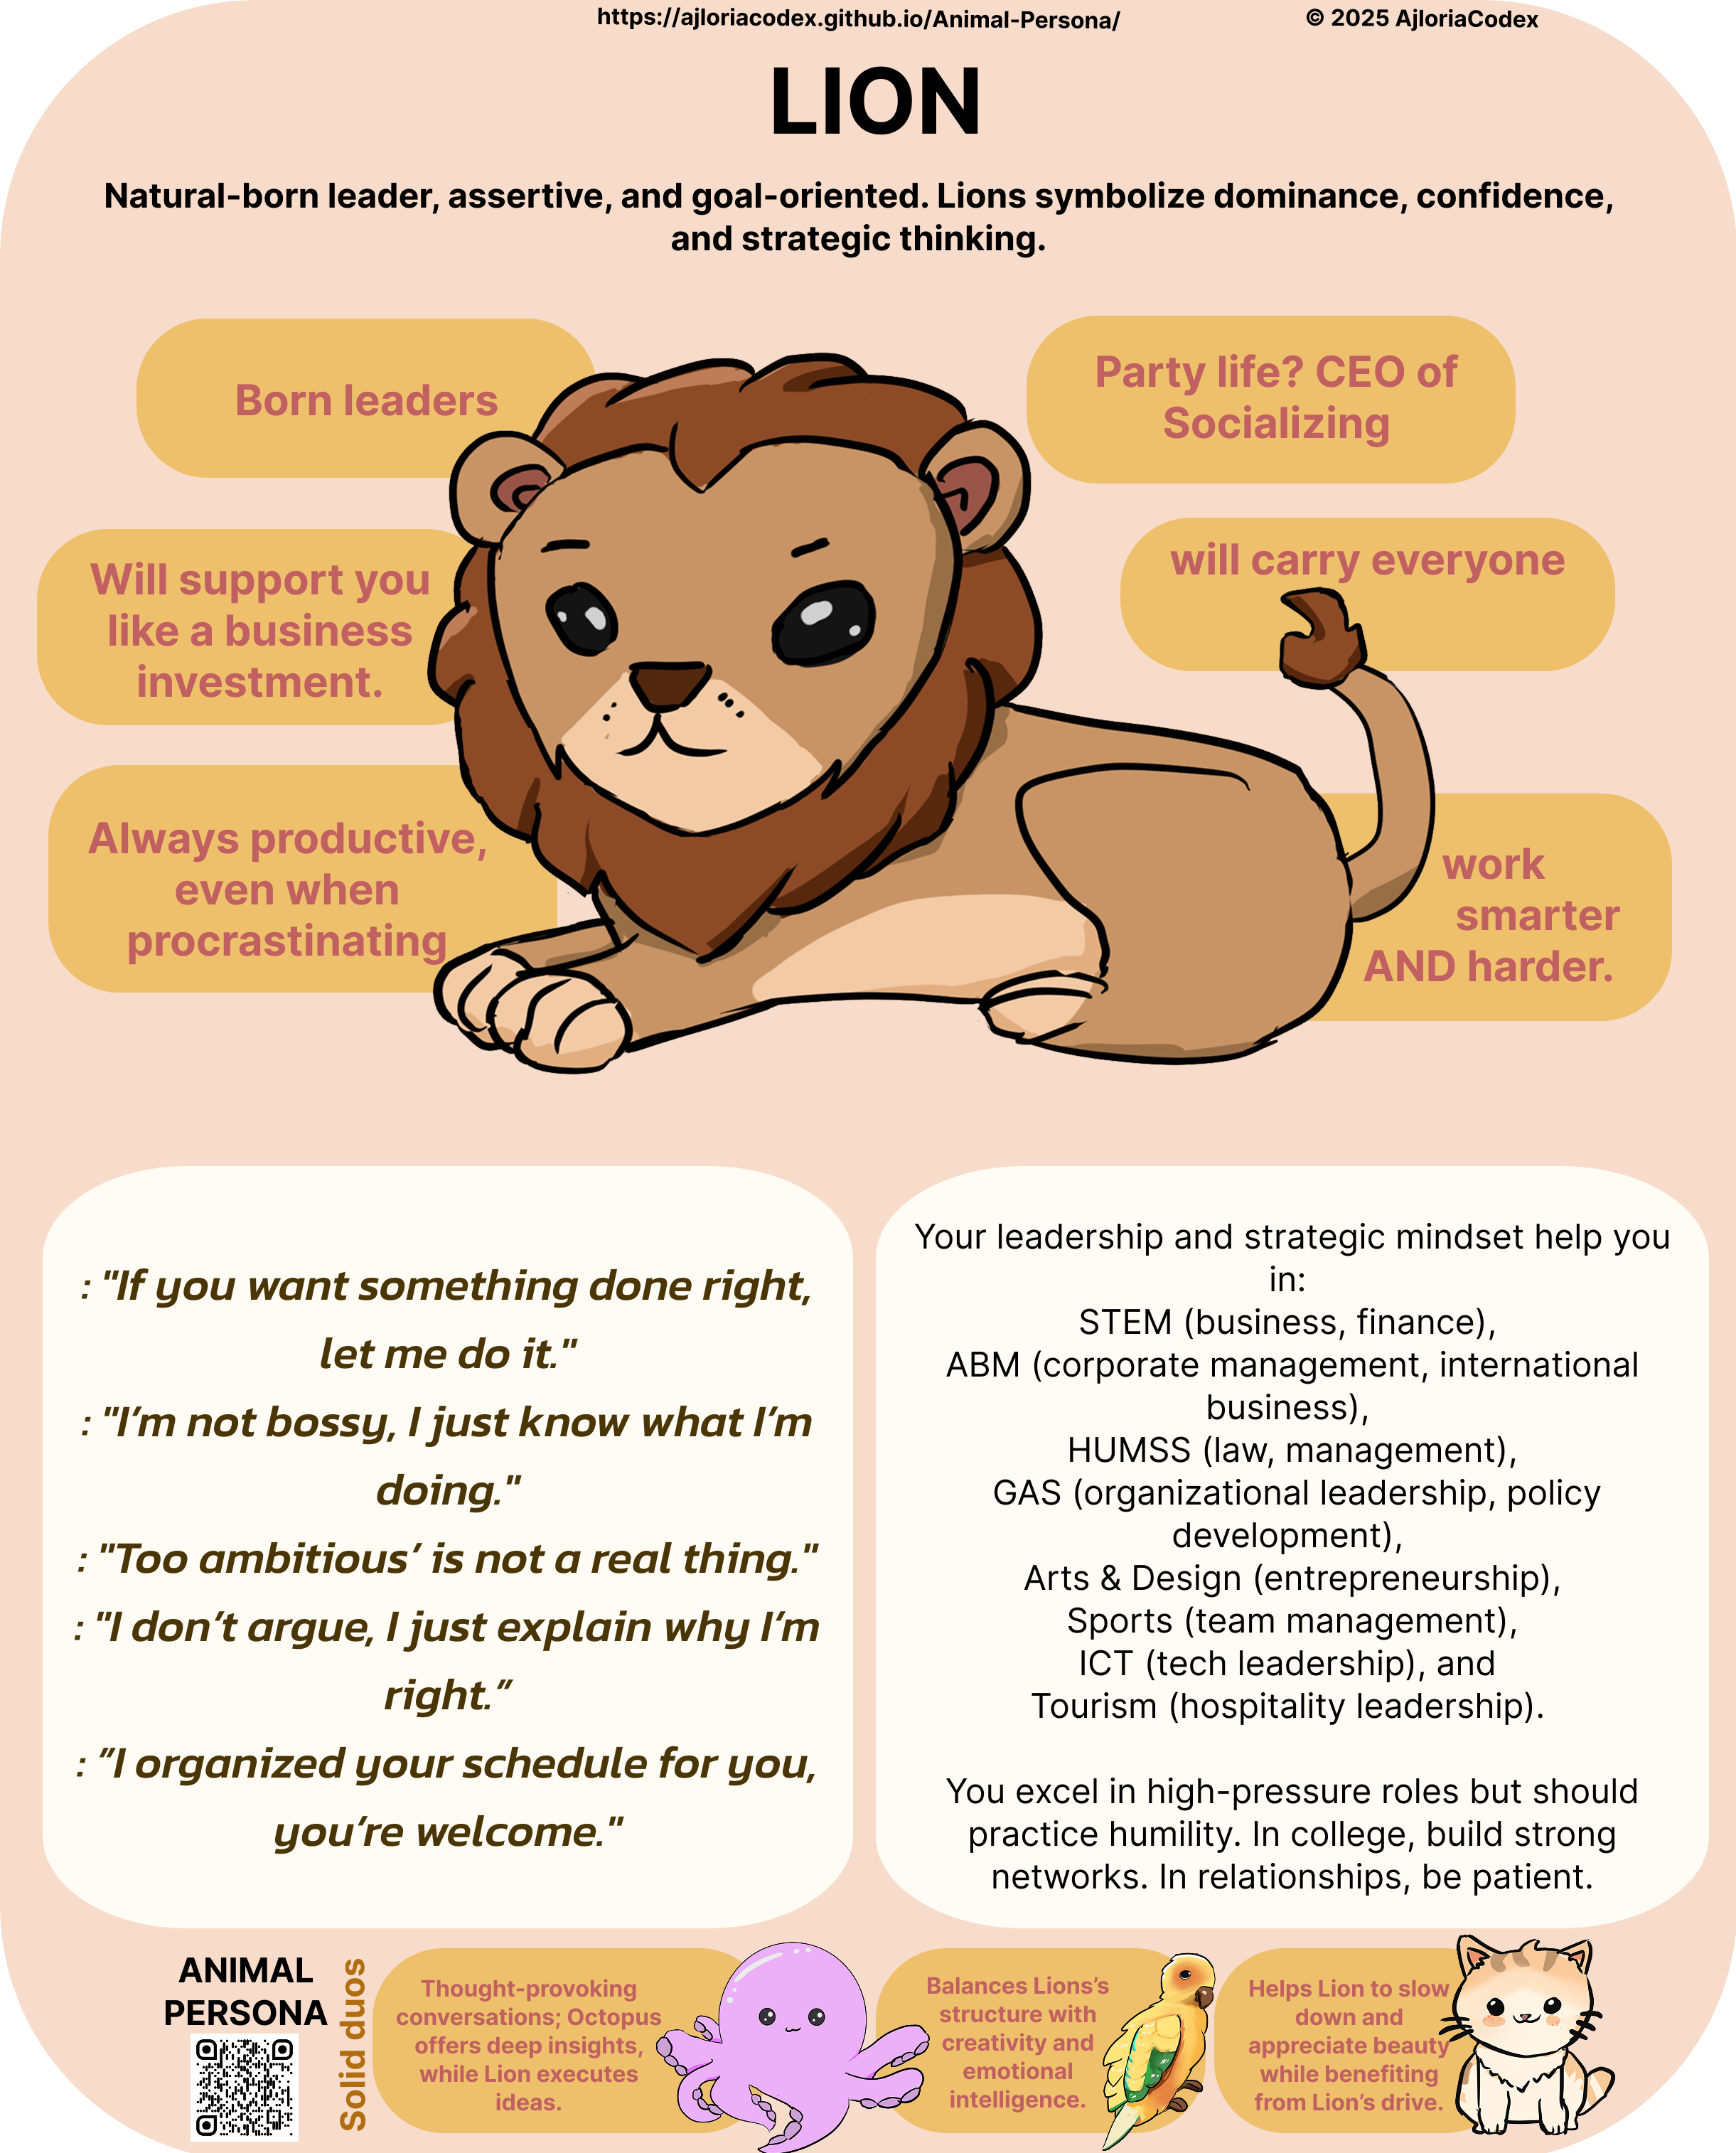 https://ajloriacodex.github.io/Animal-Persona/
© 2025 AjloriaCodex
LION
Natural-born leader, assertive, and goal-oriented. Lions symbolize dominance, confidence,
and strategic thinking.
Born leaders
Party life? CEO of
Socializing
Will support you
like a business
investment.
will carry everyone
Always productive,
even when
procrastinating
work
smarter
AND harder.
: "If you want something done right,
let me do it."
: "I’m not bossy, I just know what I’m
doing."
: "Too ambitious’ is not a real thing."
: "I don’t argue, I just explain why I’m
right.”
: ”I organized your schedule for you,
you’re welcome."
Your leadership and strategic mindset help you
in:
STEM (business, finance),
ABM (corporate management, international
business),
HUMSS (law, management),
GAS (organizational leadership, policy
development),
Arts & Design (entrepreneurship),
Sports (team management),
ICT (tech leadership), and
Tourism (hospitality leadership).
You excel in high-pressure roles but should
practice humility. In college, build strong
networks. In relationships, be patient.
ANIMAL
PERSONA
Solid duos
Thought-provoking
conversations; Octopus
offers deep insights,
while Lion executes
ideas.
Balances Lions’s
structure with
creativity and
emotional
intelligence.
Helps Lion to slow
down and
appreciate beauty
while benefiting
from Lion’s drive.